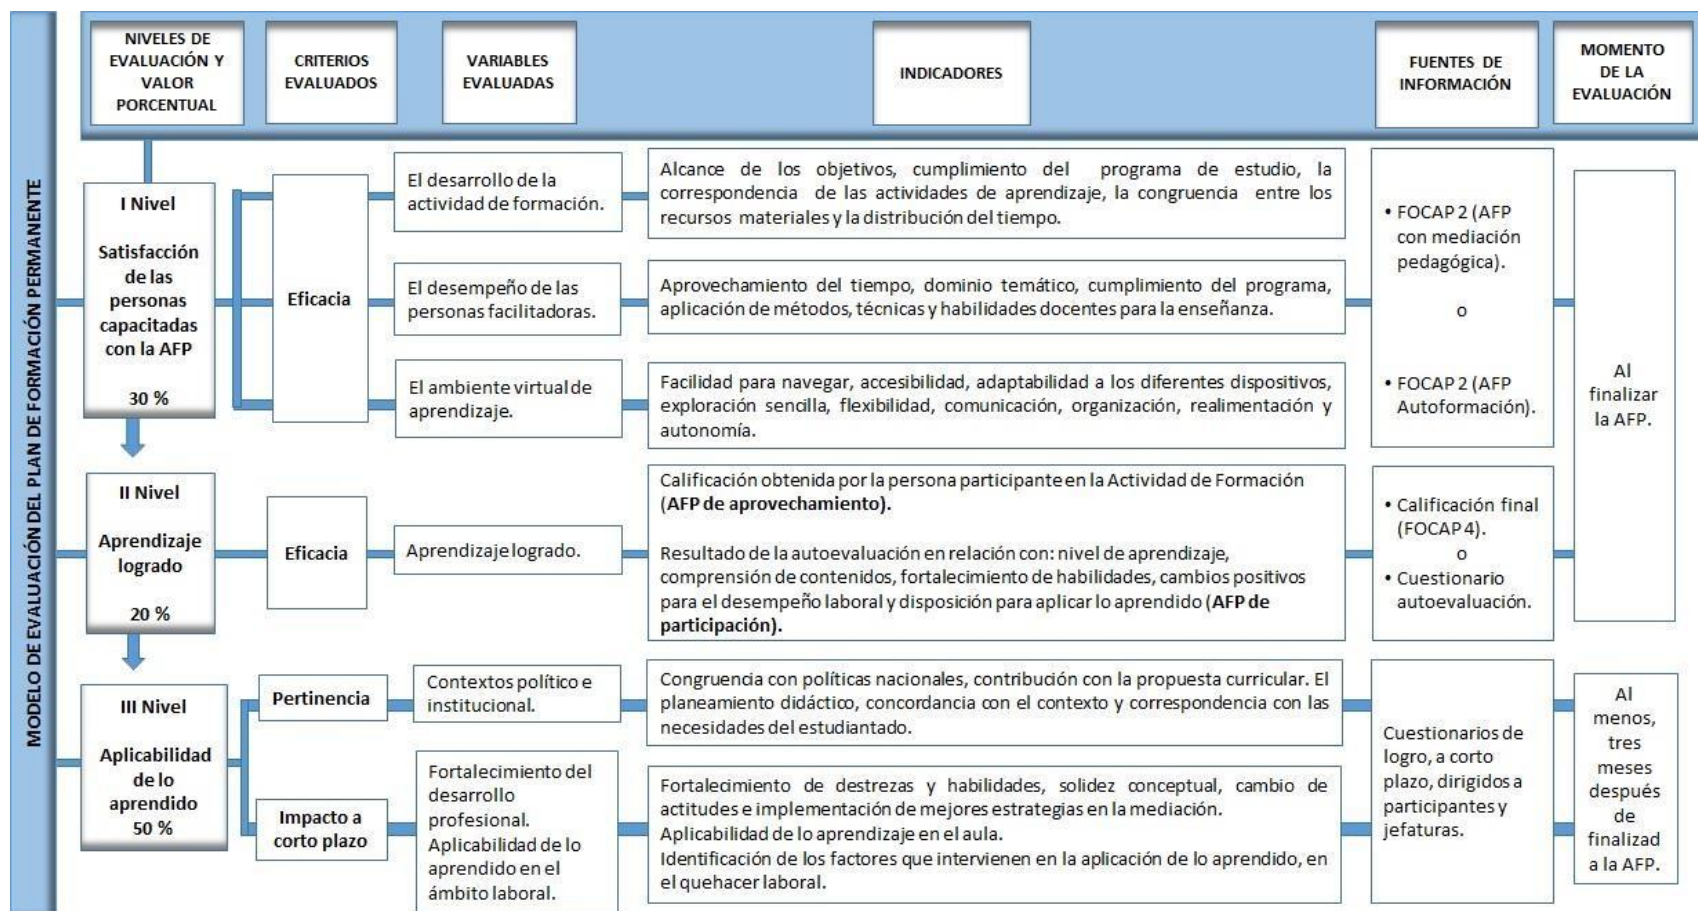 MODELO DE EVALUACIÓN DEL PLAN DE FORMACIÓN PERMANENTE
NIVELES DE
EVALUACIÓN Y
VALOR
PORCENTUAL
CRITERIOS
EVALUADOS
VARIABLES
EVALUADAS
INDICADORES
FUENTES DE
INFORMACIÓN
MOMENTO
DE LA
EVALUACIÓN
I Nivel
Satisfacción
de las
personas
capacitadas
con la AFP
30 %
Eficacia
El desarrollo de la
actividad de formación.
Alcance de los objetivos, cumplimiento del programa de estudio, la
correspondencia de las actividades de aprendizaje, la congruencia entre los
recursos materiales y la distribución del tiempo.
El desempeño de las
personas facilitadoras.
Aprovechamiento del tiempo, dominio temático, cumplimiento del programa,
aplicación de métodos, técnicas y habilidades docentes para la enseñanza.
El ambiente virtual de
aprendizaje.
Facilidad para navegar, accesibilidad, adaptabilidad a los diferentes dispositivos,
exploración sencilla, flexibilidad, comunicación, organización, realimentación y
autonomía.
• FOCAP 2 (AFP
con mediación
pedagógica).
o
• FOCAP 2 (AFP
Autoformación).
Al
finalizar
la AFP.
II Nivel
Aprendizaje
logrado
20 %
Eficacia
Aprendizaje logrado.
Calificación obtenida por la persona participante en la Actividad de Formación
(AFP de aprovechamiento).
Resultado de la autoevaluación en relación con: nivel de aprendizaje,
comprensión de contenidos, fortalecimiento de habilidades, cambios positivos
para el desempeño laboral y disposición para aplicar lo aprendido (AFP de
participación).
• Calificación final
(FOCAP 4).
o
• Cuestionario
autoevaluación.
III Nivel
Aplicabilidad
de lo
aprendido
50 %
Pertinencia
Contextos político e
institucional.
Congruencia con políticas nacionales, contribución con la propuesta curricular. El
planeamiento didáctico, concordancia con el contexto y correspondencia con las
necesidades del estudiantado.
Impacto a
corto plazo
Fortalecimiento del
desarrollo
profesional.
Aplicabilidad de lo
aprendido en el
ámbito laboral.
Fortalecimiento de destrezas y habilidades, solidez conceptual, cambio de
actitudes e implementación de mejores estrategias en la mediación.
Aplicabilidad de lo aprendizaje en el aula.
Identificación de los factores que intervienen en la aplicación de lo aprendido, en
el quehacer laboral.
Cuestionarios de
logro, a corto
plazo, dirigidos a
participantes y
jefaturas.
Al
menos,
tres
meses
después
de
finalizad
a la AFP.